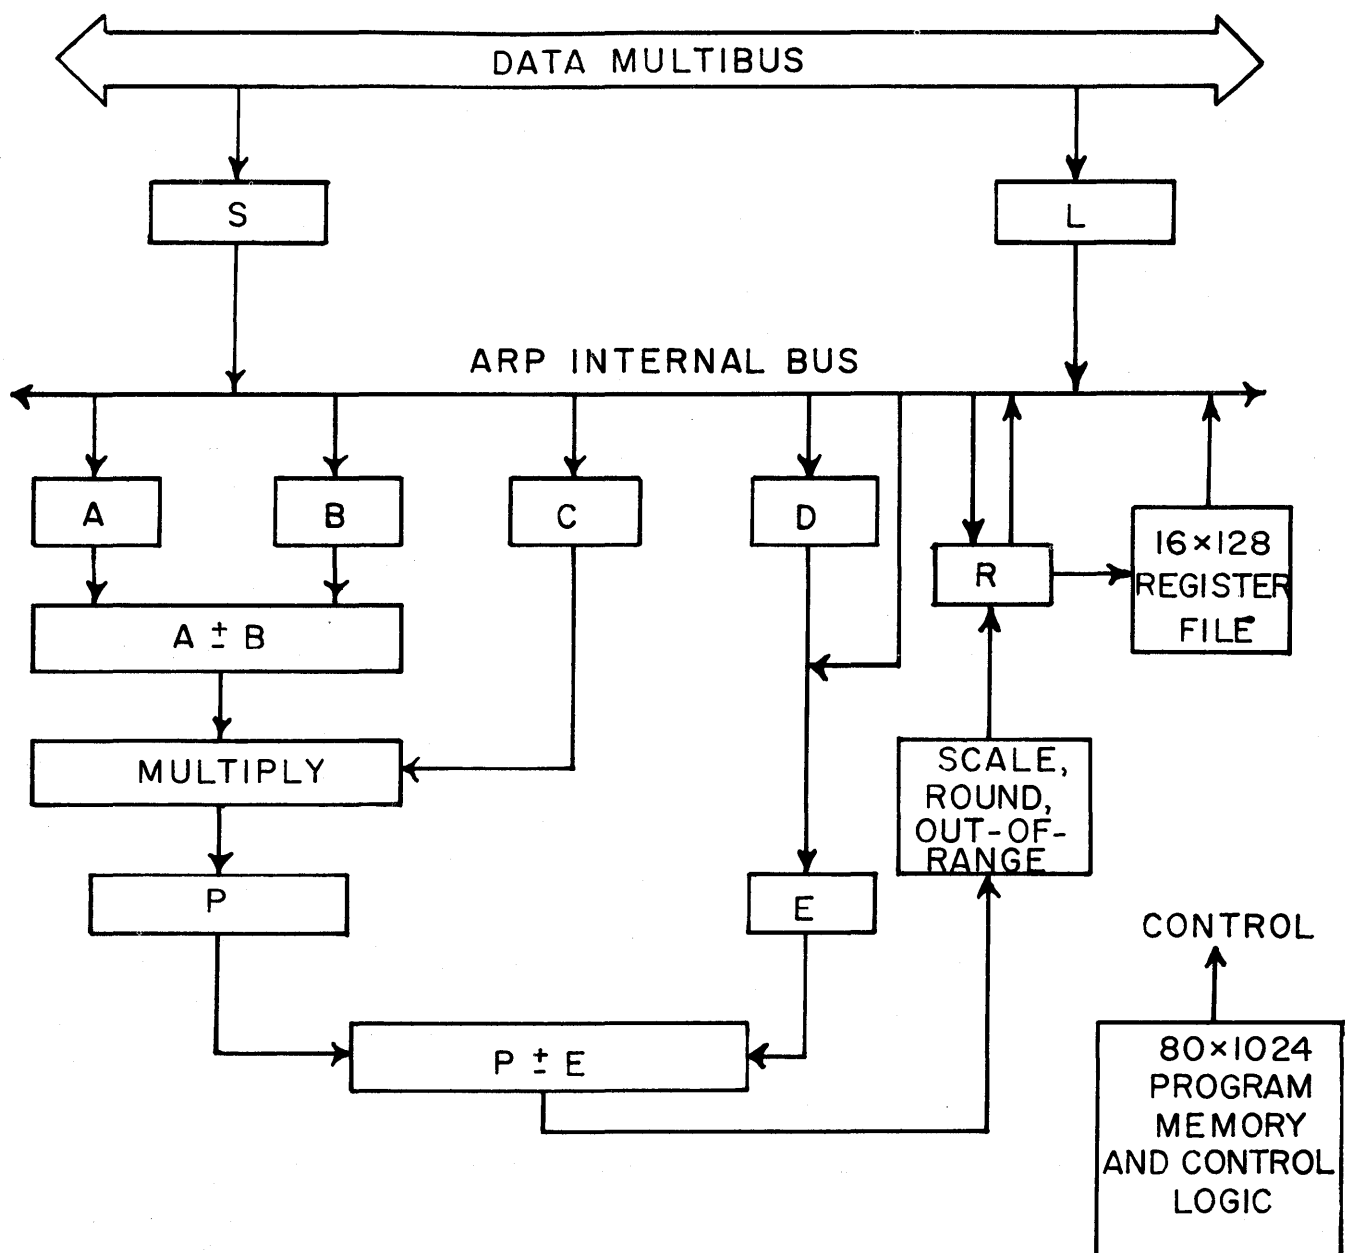 DATA MULTIBUS
S
L
ARP INTERNAL BUS
A
B
C
D
R
16×128
REGISTER
FILE
A ± B
MULTIPLY
SCALE,
ROUND,
OUT-OF-
RANGE
P
E
CONTROL
P ± E
80×1024
PROGRAM
MEMORY
AND CONTROL
LOGIC